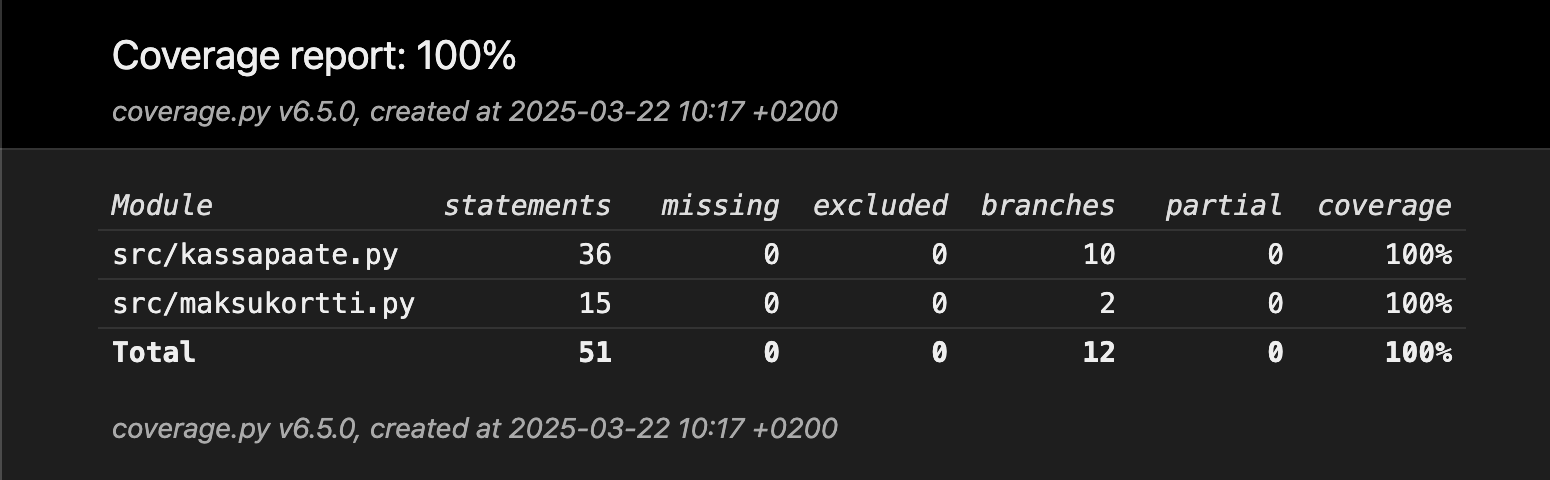 Coverage report: 100%
coverage.py v6.5.0, created at 2025-03-22 10:17 +0200
Module statements missing excluded branches partial coverage
src/kassapaate.py 36 0 0 10 0 100%
src/maksukortti.py 15 0 0 2 0 100%
Total 51 0 0 12 0 100%
coverage.py v6.5.0, created at 2025-03-22 10:17 +0200